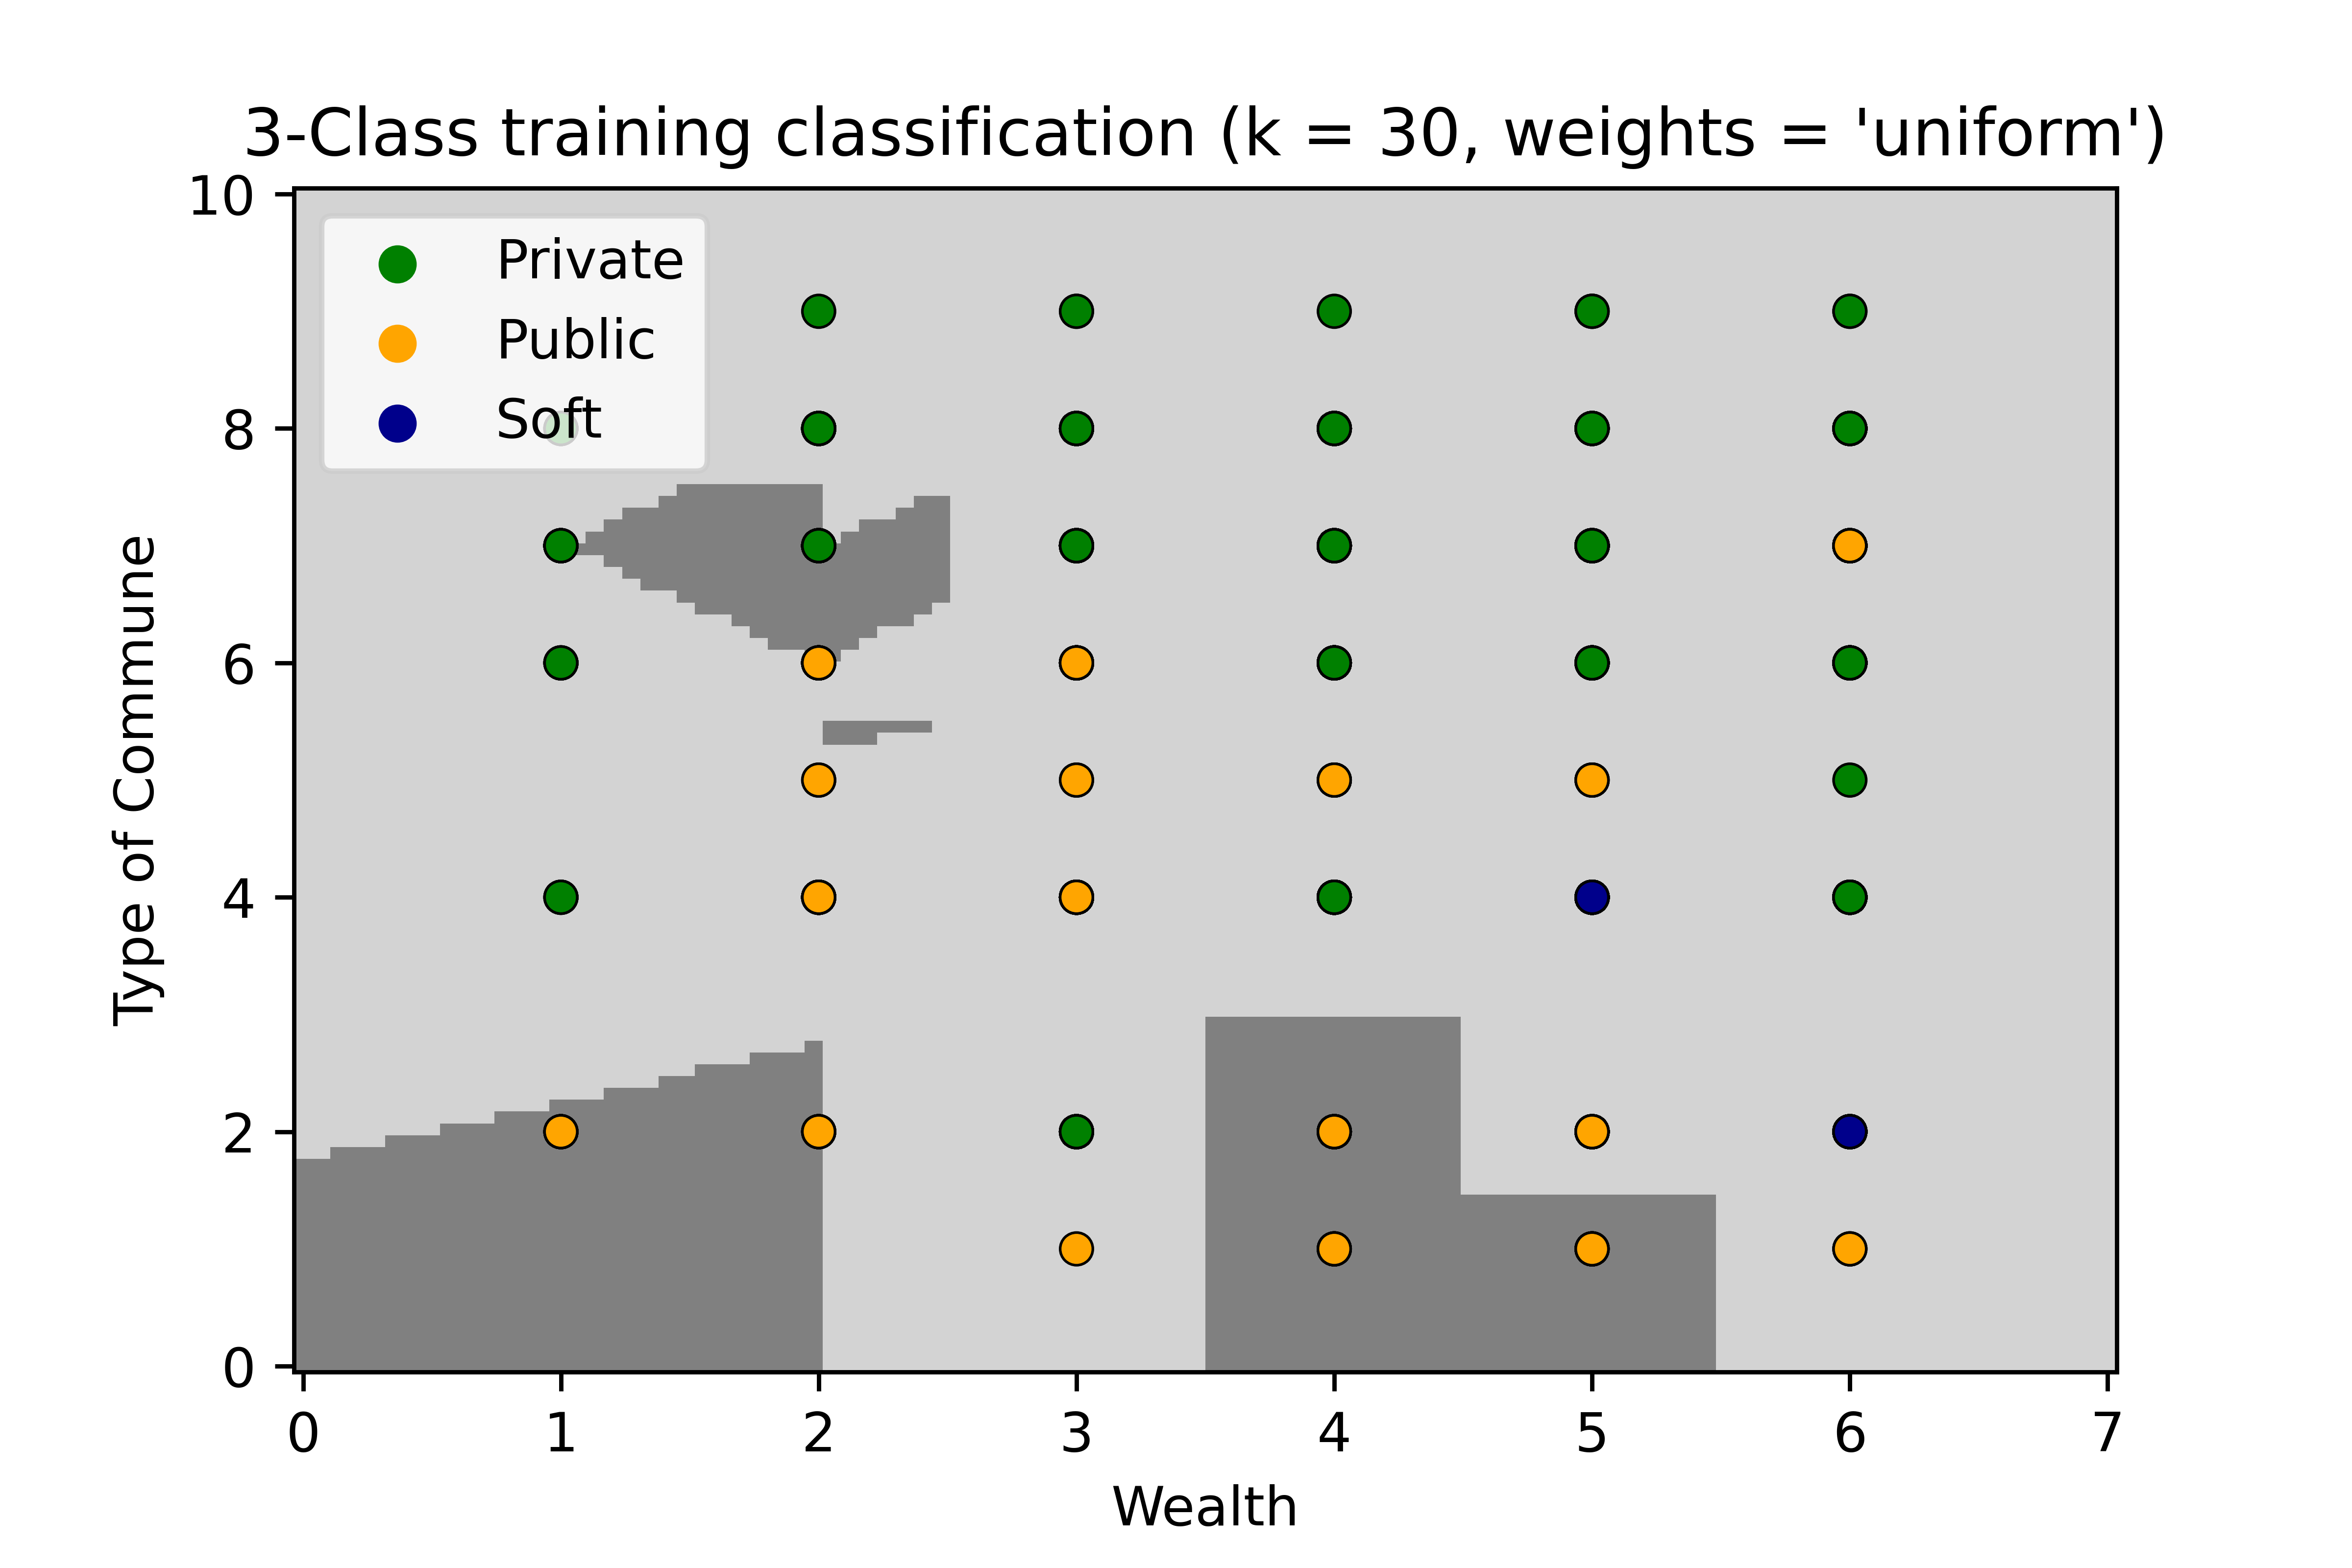 3-Class training classification (k = 30, weights = 'uniform')
10
8
6
4
2
0
Type of Commune
Private
Public
Soft
0 1 2 3 4 5 6 7
Wealth